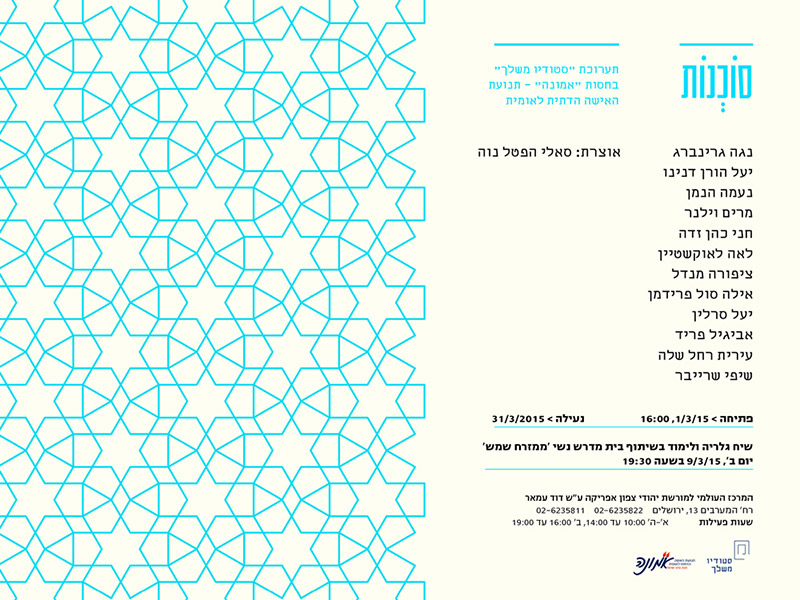 סוֹכְנוֹת
תערוכת "סטודיו משלך"
בחסות "אמונה" - תנועת
האישה הדתית לאומית
נגה גרינברג
יעל הורן דנינו
נעמה הנמן
מרים וילנר
חני כהן זדה
לאה לאוקשטיין
ציפורה מנדל
אילה סול פרידמן
יעל סרלין
אביגיל פריד
עירית רחל שלה
שיפי שרייבר
אוצרת: סאלי הפטל נוה
פתיחה > 1/3/15, 16:00 נעילה > 31/3/2015
שיח גלריה ולימוד בשיתוף בית מדרש נשי 'ממזרח שמש'
יום ב', 9/3/15 בשעה 19:30
המרכז העולמי למורשת יהודי צפון אפריקה ע"ש דוד עמאר
רח' המערבים 13, ירושלים 02-6235822 02-6235811
שעות פעילות א'-ה' 10:00 עד 14:00, ב' 16:00 עד 19:00
סטודיו
משלך
אמונה